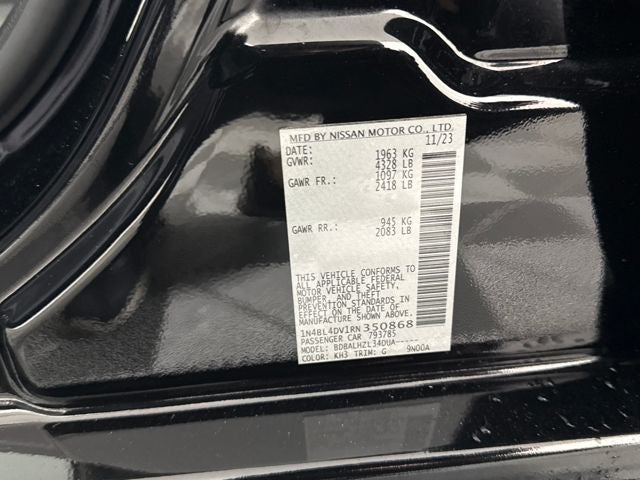 MFD BY NISSAN MOTOR CO., LTD.
DATE: 11/23
GVWR: 1963 KG
4328 LB
GAWR FR.: 1097 KG
2418 LB
GAWR RR.: 945 KG
2083 LB
THIS VEHICLE CONFORMS TO
ALL APPLICABLE FEDERAL
MOTOR VEHICLE SAFETY,
BUMPER, AND THEFT
PREVENTION STANDARDS IN
EFFECT ON THE DATE OF
MANUFACTURE SHOWN ABOVE.
1N4BL4DV1RN350868
PASSENGER CAR 793785
MODEL: BDBALHZL34DUA-----
COLOR: KH3 TRIM: G 9N00A